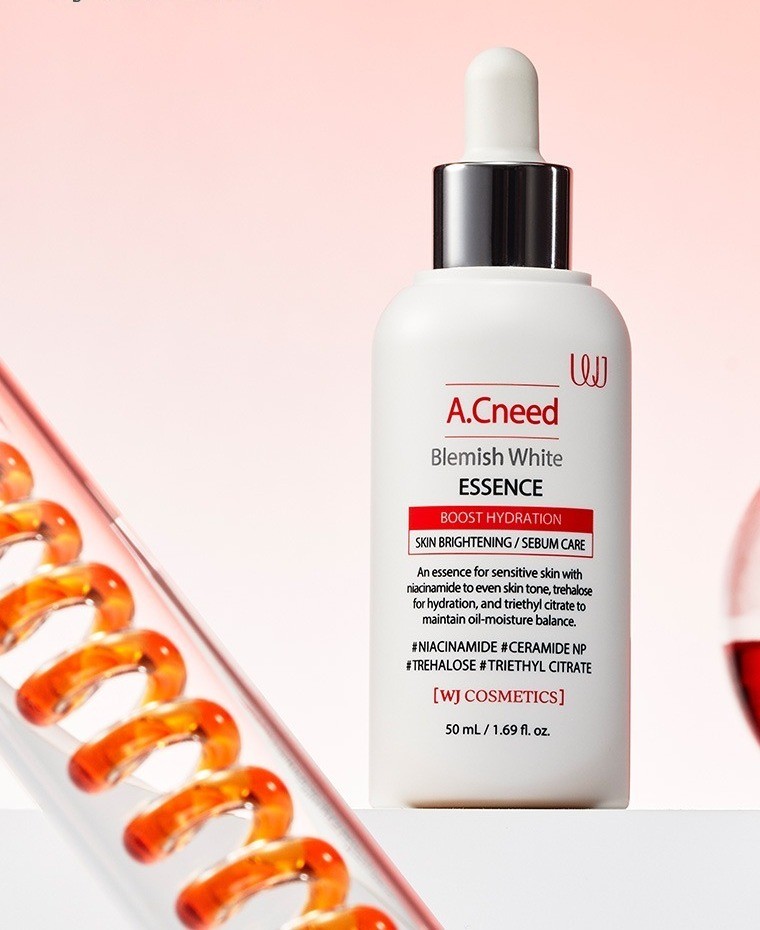 WJ
A.Cneed
Blemish White
ESSENCE
BOOST HYDRATION
SKIN BRIGHTENING / SEBUM CARE
An essence for sensitive skin with
niacinamide to even skin tone, trehalose
for hydration, and triethyl citrate to
maintain oil-moisture balance.
#NIACINAMIDE #CERAMIDE NP
#TREHALOSE #TRIETHYL CITRATE
[WJ COSMETICS]
50 mL / 1.69 fl. oz.